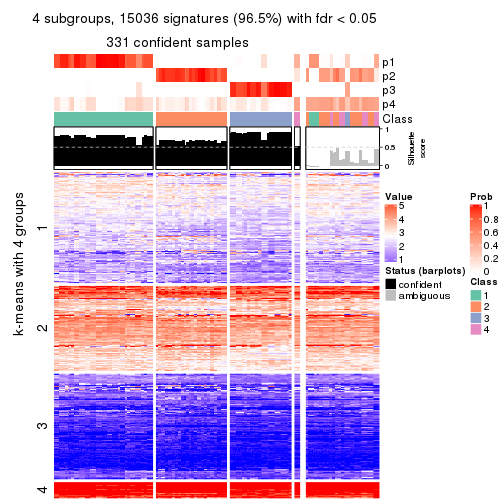 4 subgroups, 15036 signatures (96.5%) with fdr < 0.05
331 confident samples
p1
p2
p3
p4
Class
1
0.5
0
Silhouette
score
k-means with 4 groups
1
2
3
4
Value
5
4
3
2
1
Status (barplots)
confident
ambiguous
Prob
1
0.8
0.6
0.4
0.2
0
Class
1
2
3
4